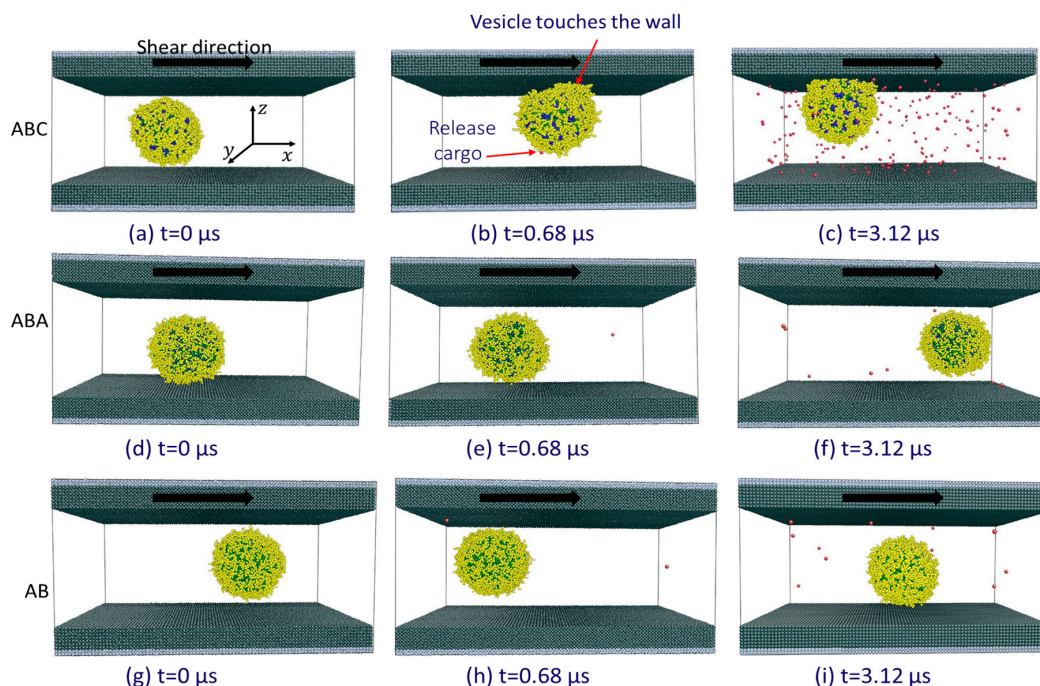 Vesicle touches the wall
Shear direction
ABC
z
y
x
Release
cargo
(a) t=0 μs
(b) t=0.68 μs
(c) t=3.12 μs
ABA
(d) t=0 μs
(e) t=0.68 μs
(f) t=3.12 μs
AB
(g) t=0 μs
(h) t=0.68 μs
(i) t=3.12 μs